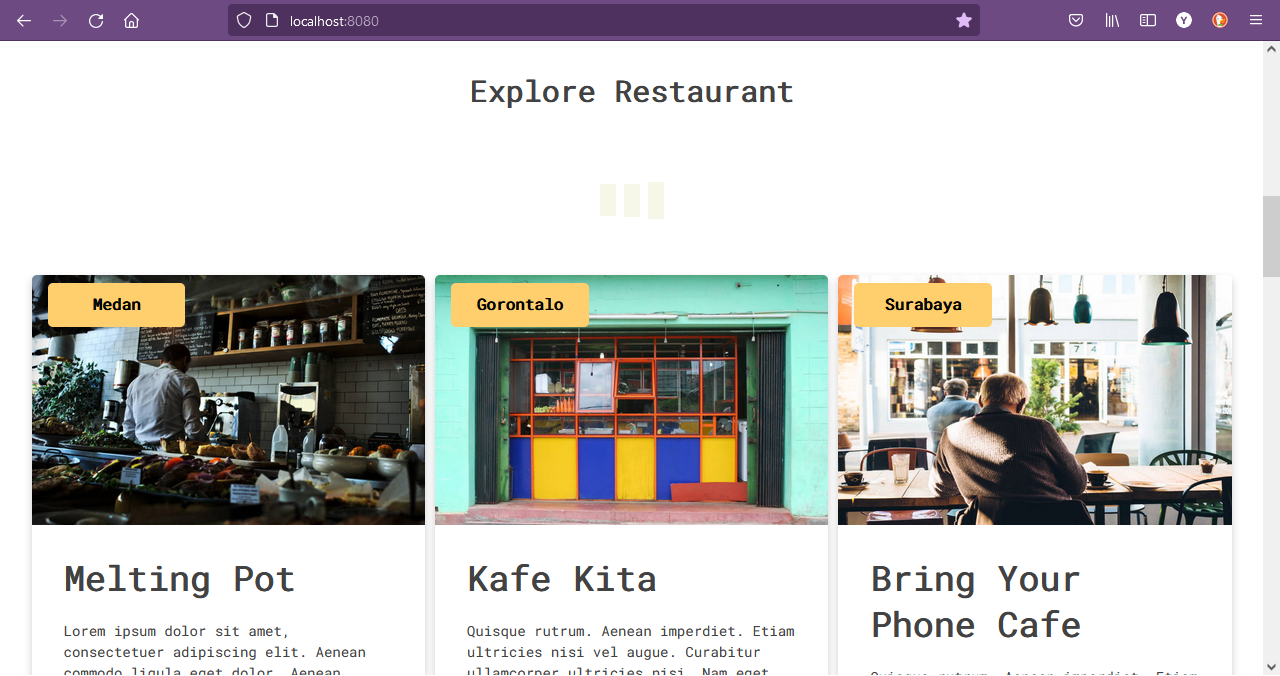 localhost:8080
Y
Explore Restaurant
Medan
Gorontalo
Surabaya
7 4
Melting Pot
Kafe Kita
Bring Your
Phone Cafe
Lorem ipsum dolor sit amet,
consectetuer adipiscing elit. Aenean
commodo ligula eget dolor. Aenean
Quisque rutrum. Aenean imperdiet. Etiam
ultricies nisi vel augue. Curabitur
ullamcorper ultricies nisi. Nam eget
Quisque rutrum. Aenean imperdiet. Etiam